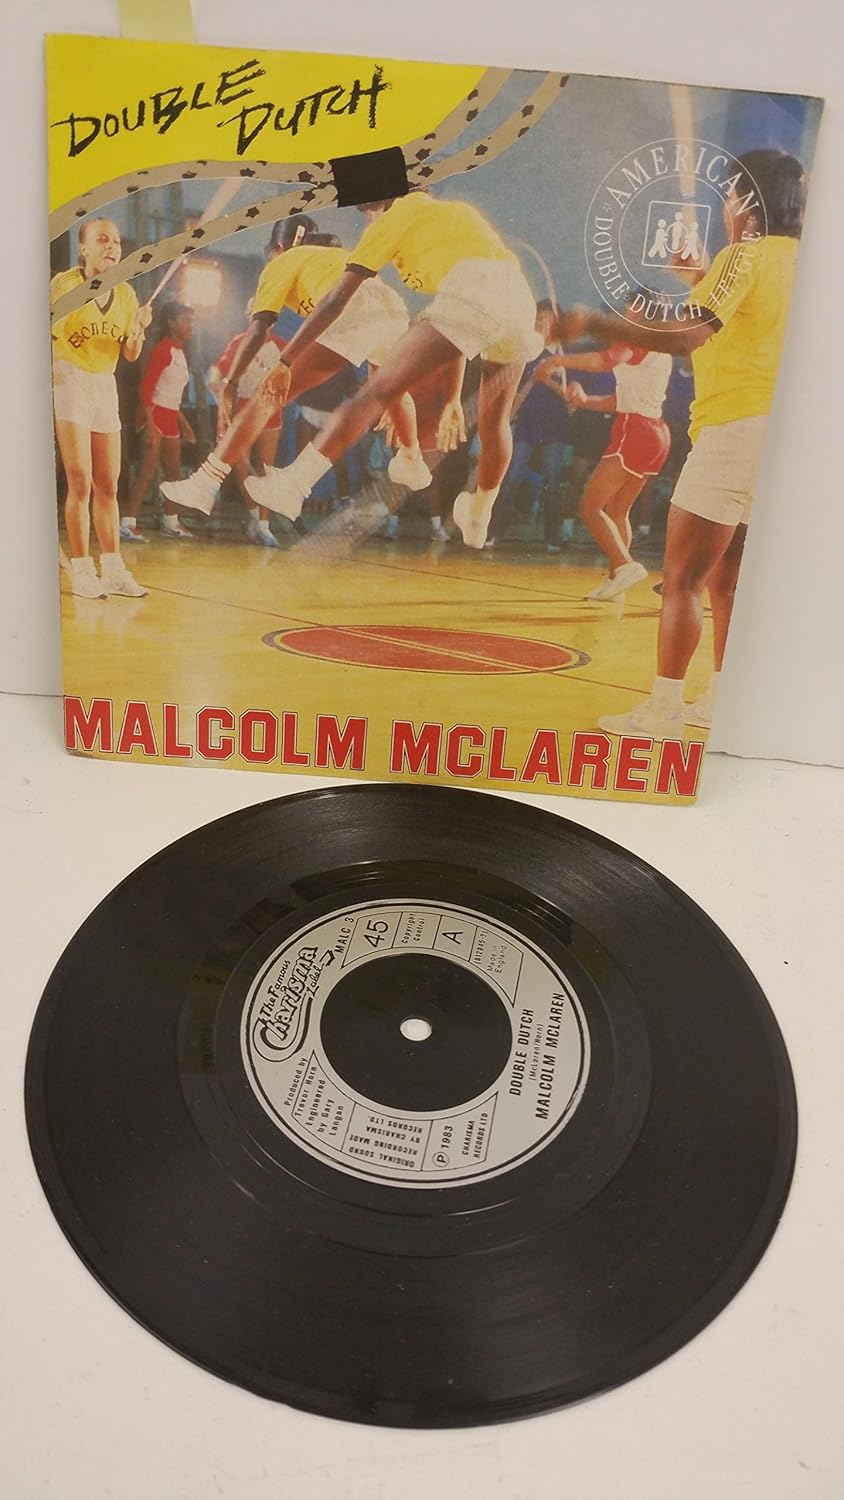 DOUBLE
DUTCH
AMERICAN
DOUBLE DUTCH LEAGUE
MALCOLM MCLAREN
The Famous
Charisma
Label
MALC 3
45
Copyright
Control
A
(812845-7)
Made in
England
Produced by
Trevor Horn
Engineered
by Gary
Langan
ORIGINAL SOUND
RECORDING MADE
BY CHARISMA
RECORDS LTD.
℗ 1983
CHARISMA
RECORDS LTD
DOUBLE DUTCH
(McLaren/Horn)
MALCOLM MCLAREN